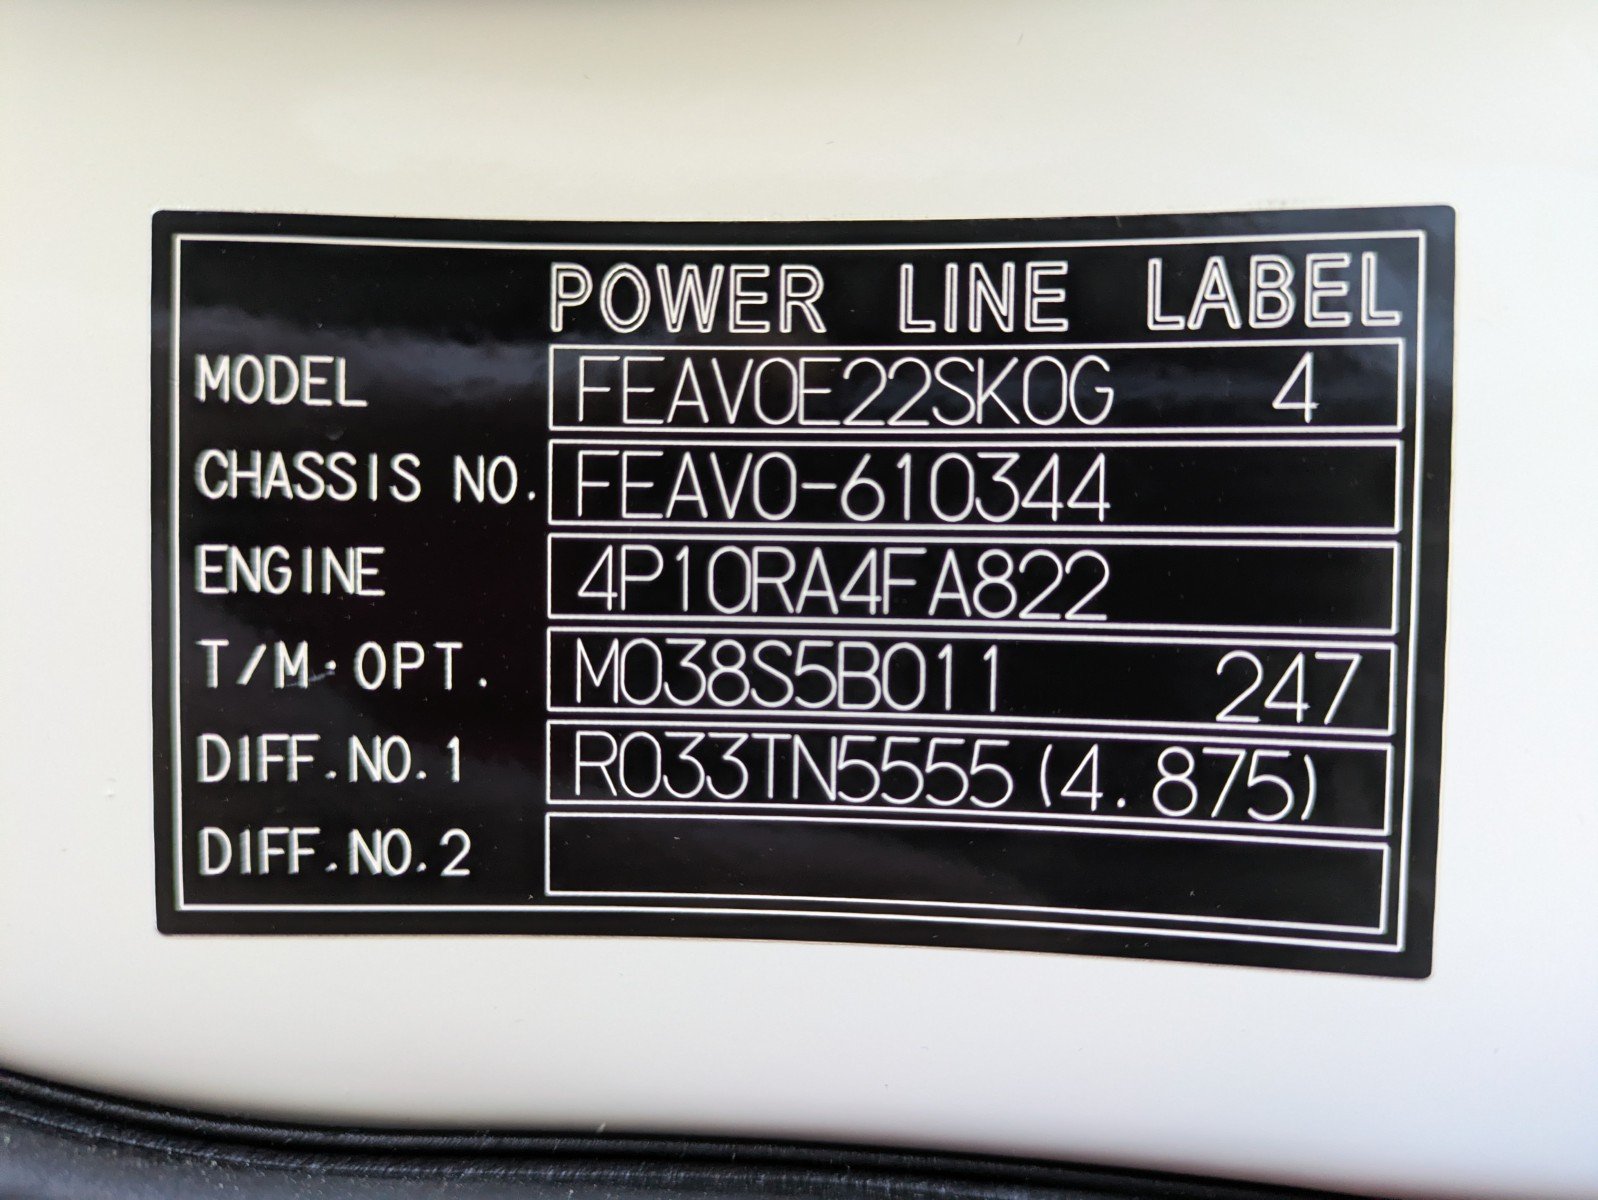 POWER LINE LABEL
MODEL FEAV0E22SK0G 4
CHASSIS NO. FEAV0-610344
ENGINE 4P10RA4FA822
T/M·OPT. M038S5B011 247
DIFF.NO.1 R033TN5555(4.875)
DIFF.NO.2